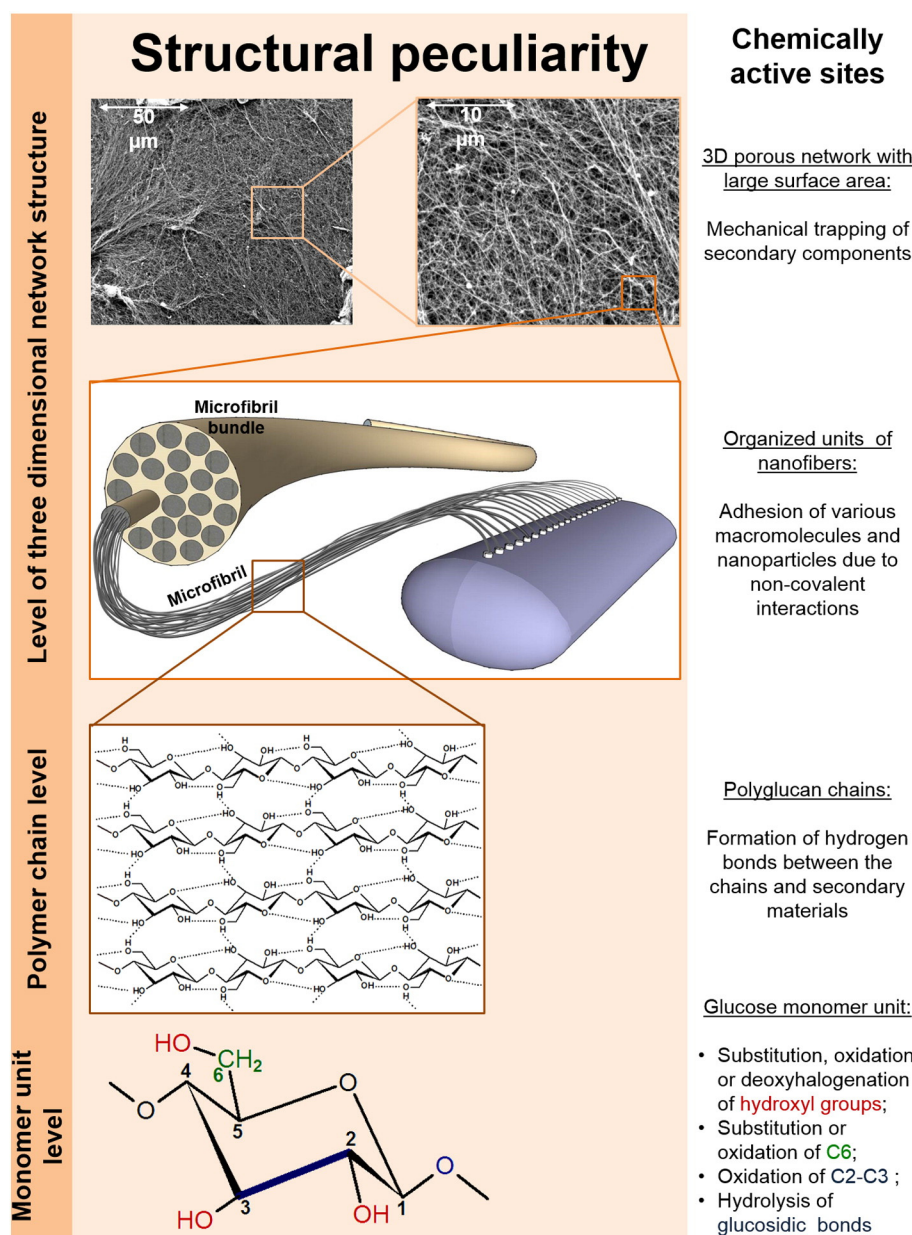 Structural peculiarity
Chemically
active sites
Level of three dimensional network structure
50
µm
10
µm
3D porous network with
large surface area:
Mechanical trapping of
secondary components
Microfibril
bundle
Microfibril
Organized units of
nanofibers:
Adhesion of various
macromolecules and
nanoparticles due to
non-covalent
interactions
Polymer chain level
Polyglucan chains:
Formation of hydrogen
bonds between the
chains and secondary
materials
Monomer unit
level
HO
CH2
6
4
O
O
5
2
O
3
1
HO
OH
Glucose monomer unit:
• Substitution, oxidation
or deoxyhalogenation
of hydroxyl groups;
• Substitution or
oxidation of C6;
• Oxidation of C2-C3 ;
• Hydrolysis of
glucosidic bonds